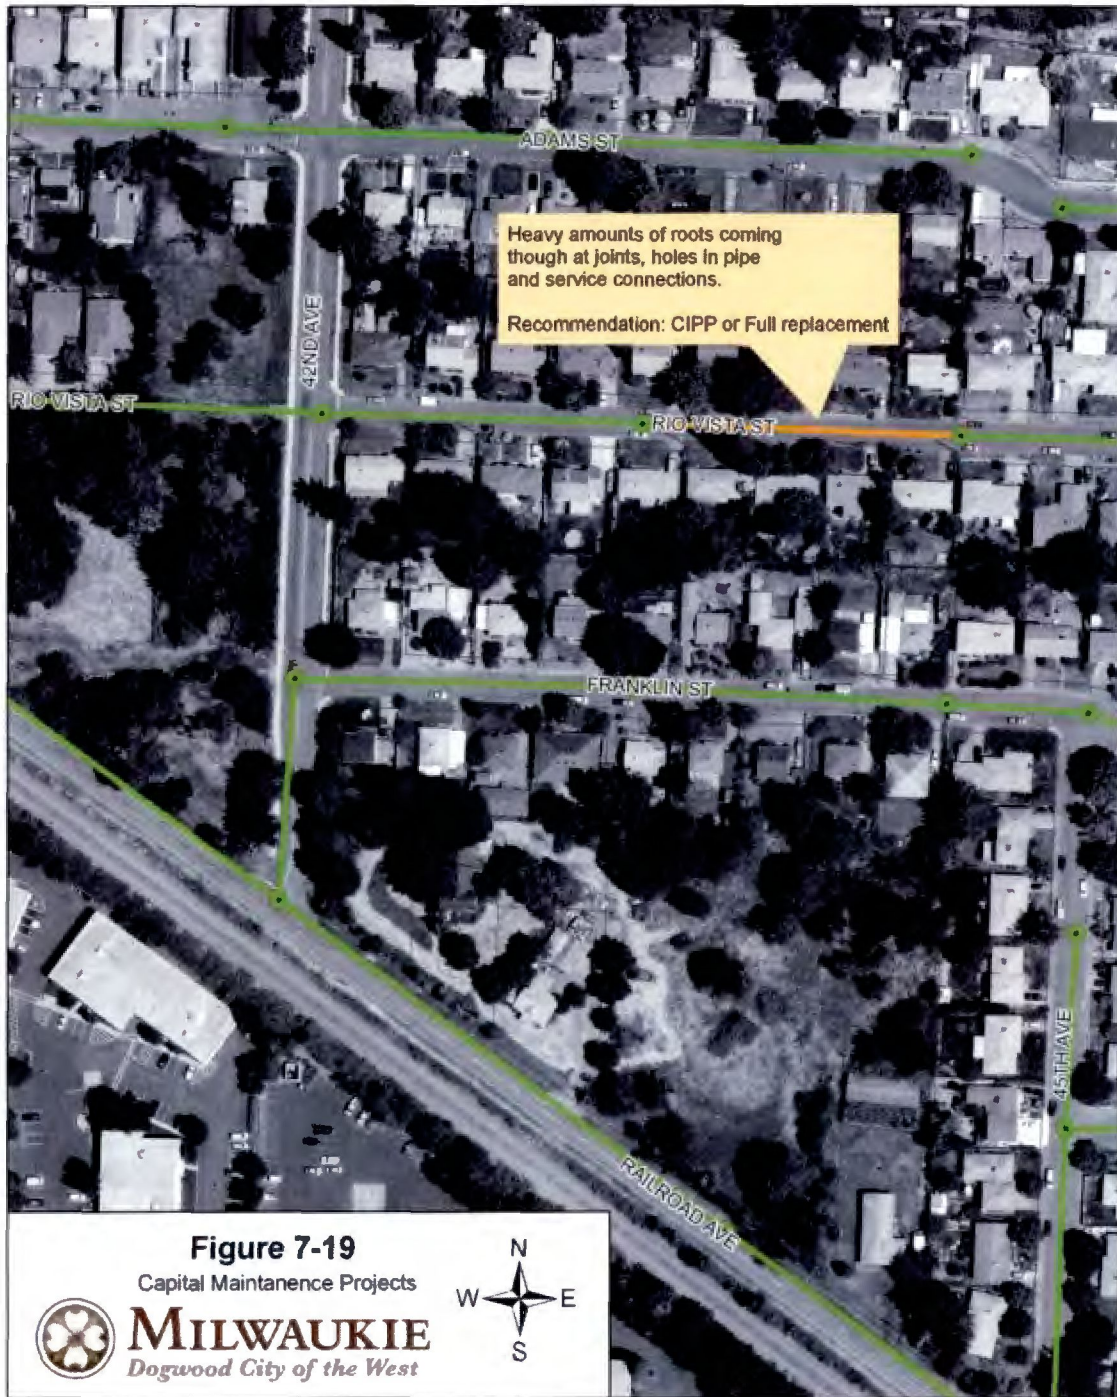 ADAMS ST
Heavy amounts of roots coming
though at joints, holes in pipe
and service connections.
Recommendation: CIPP or Full replacement
42ND AVE
RIO VISTA ST
RIO VISTA ST
FRANKLIN ST
45TH AVE
RAILROAD AVE
Figure 7-19
Capital Maintanence Projects
MILWAUKIE
Dogwood City of the West
N
W
E
S